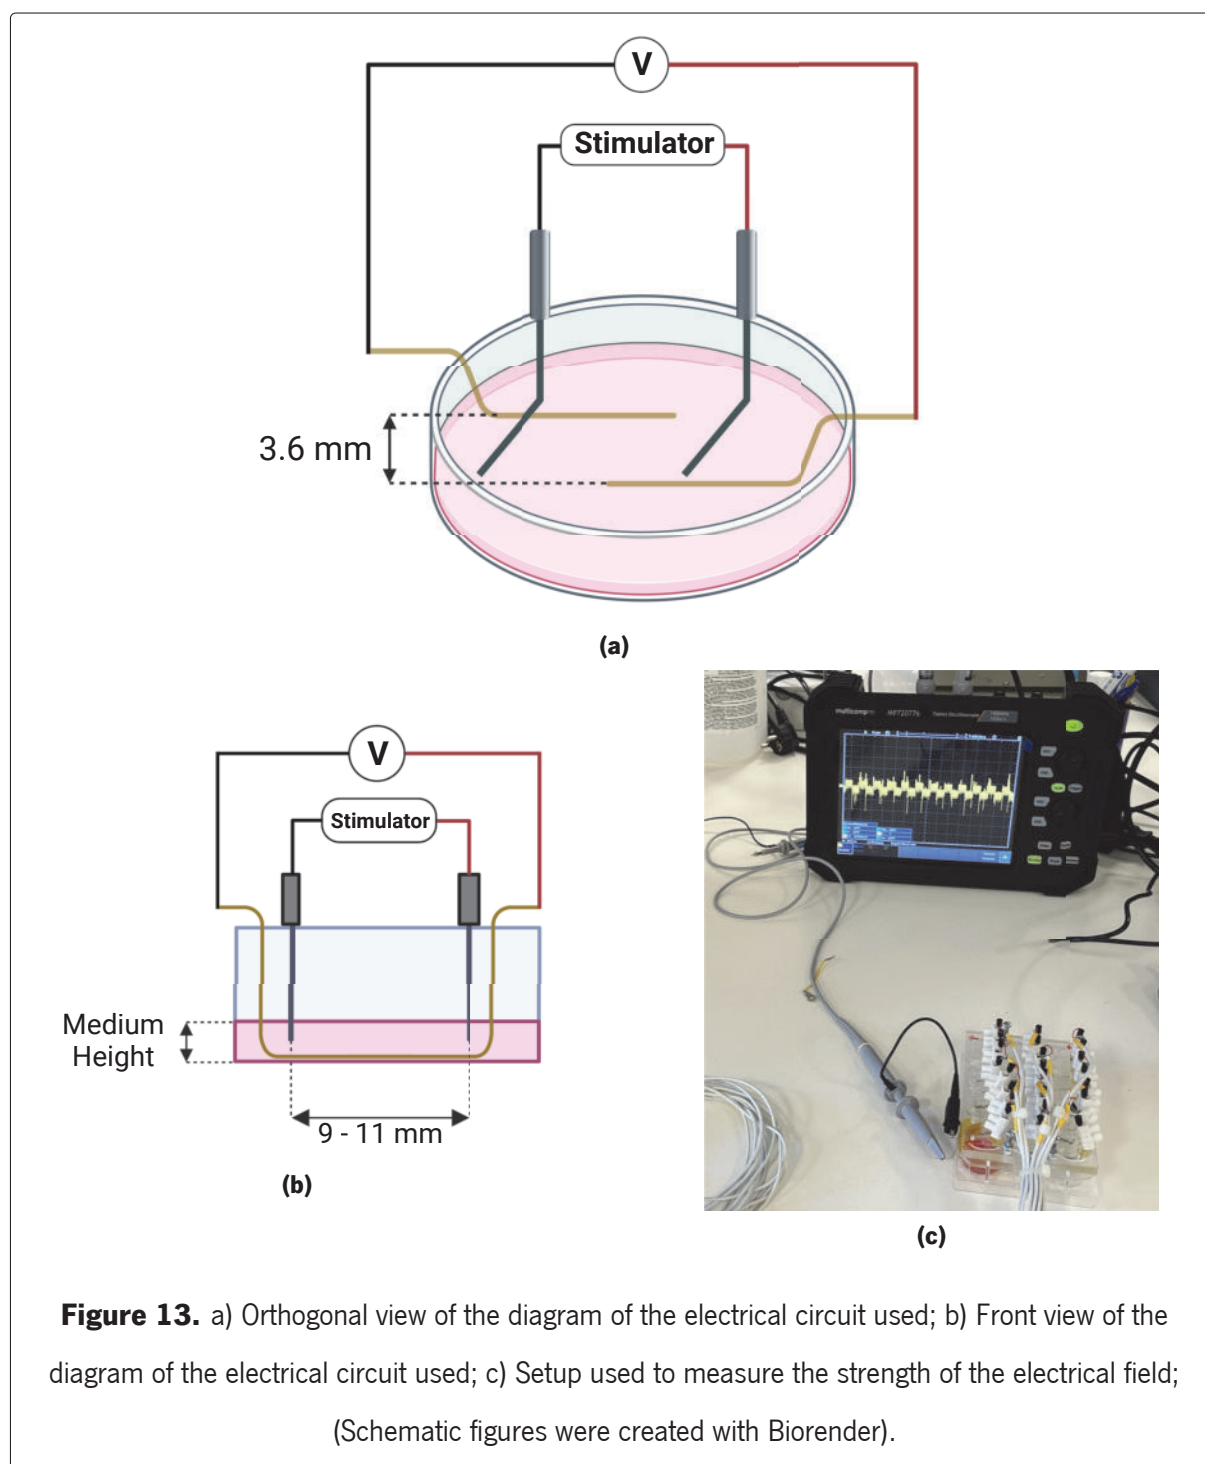 V
Stimulator
3.6 mm
(a)
V
Stimulator
Medium
Height
9 - 11 mm
(b)
multicomp
(c)
Figure 13. a) Orthogonal view of the diagram of the electrical circuit used; b) Front view of the
diagram of the electrical circuit used; c) Setup used to measure the strength of the electrical field;
(Schematic figures were created with Biorender).